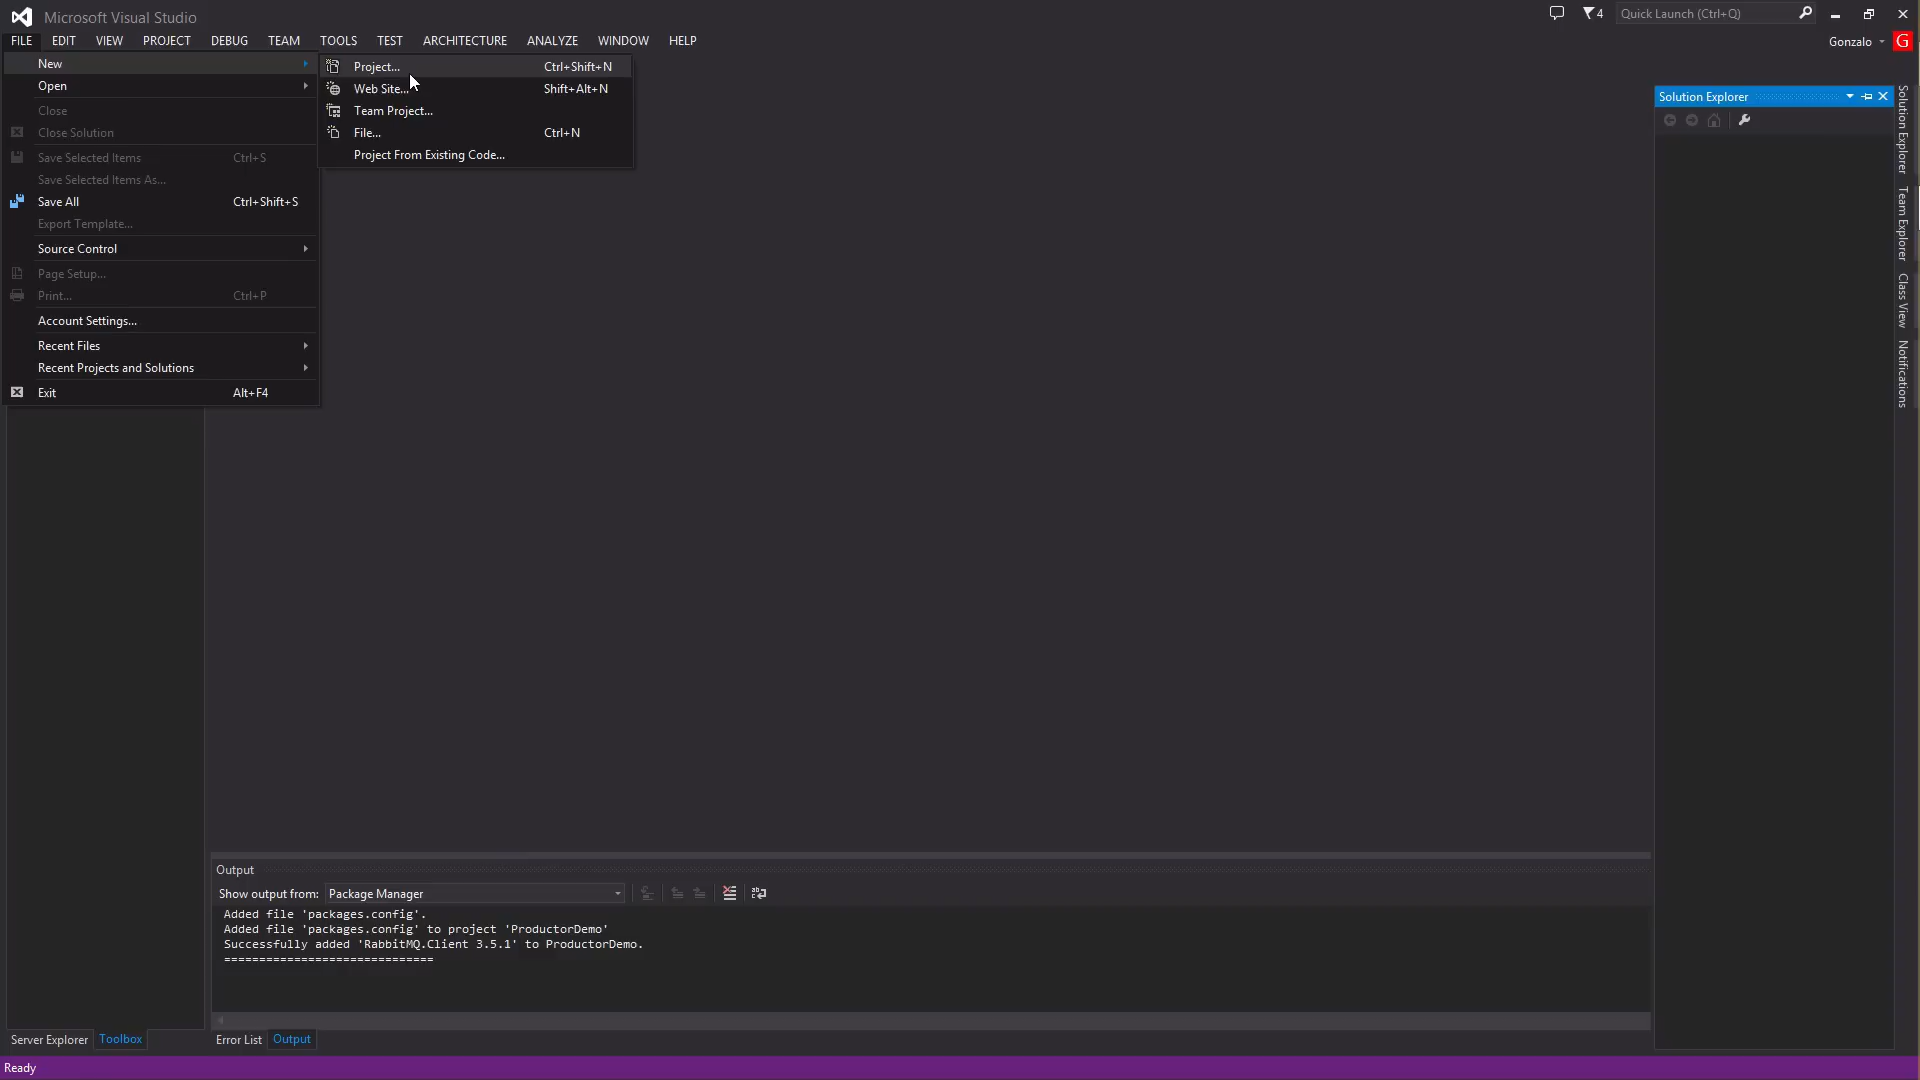 Microsoft Visual Studio
4
Quick Launch (Ctrl+Q)
FILE EDIT VIEW PROJECT DEBUG TEAM TOOLS TEST ARCHITECTURE ANALYZE WINDOW HELP
Gonzalo G
New
Open
Close
Close Solution
Save Selected Items Ctrl+S
Save Selected Items As...
Save All Ctrl+Shift+S
Export Template...
Source Control
Page Setup...
Print... Ctrl+P
Account Settings...
Recent Files
Recent Projects and Solutions
Exit Alt+F4
Project... Ctrl+Shift+N
Web Site... Shift+Alt+N
Team Project...
File... Ctrl+N
Project From Existing Code...
Solution Explorer
Solution Explorer
Team Explorer
Class View
Notifications
Output
Show output from: Package Manager
Added file 'packages.config'.
Added file 'packages.config' to project 'ProductorDemo'
Successfully added 'RabbitMQ.Client 3.5.1' to ProductorDemo.
==============================
Server Explorer Toolbox
Error List Output
Ready